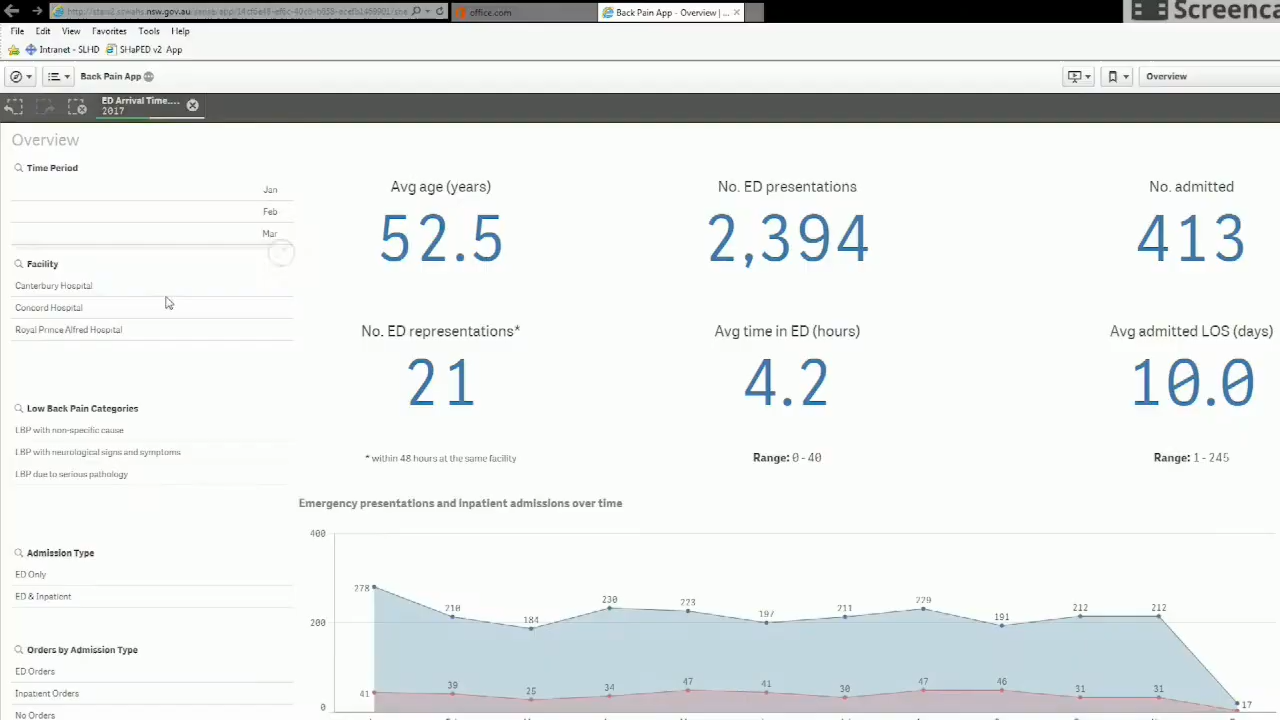 office.com
Back Pain App - Overview | ...
Screenca
File Edit View Favorites Tools Help
Intranet - SLHD SHaPED v2 App
Back Pain App
Overview
ED Arrival Time....
2017
Overview
Time Period
Jan
Feb
Mar
Facility
Canterbury Hospital
Concord Hospital
Royal Prince Alfred Hospital
Low Back Pain Categories
LBP with non-specific cause
LBP with neurological signs and symptoms
LBP due to serious pathology
Admission Type
ED Only
ED & Inpatient
Orders by Admission Type
ED Orders
Inpatient Orders
No Orders
Avg age (years)
52.5
No. ED presentations
2,394
No. admitted
413
No. ED representations*
21
Avg time in ED (hours)
4.2
Avg admitted LOS (days)
10.0
* within 48 hours at the same facility
Range: 0 - 40
Range: 1 - 245
Emergency presentations and inpatient admissions over time
400
278 210 184 230 223 197 211 229 191 212 212
200
41 39 25 34 47 41 30 47 46 31 31 17
0